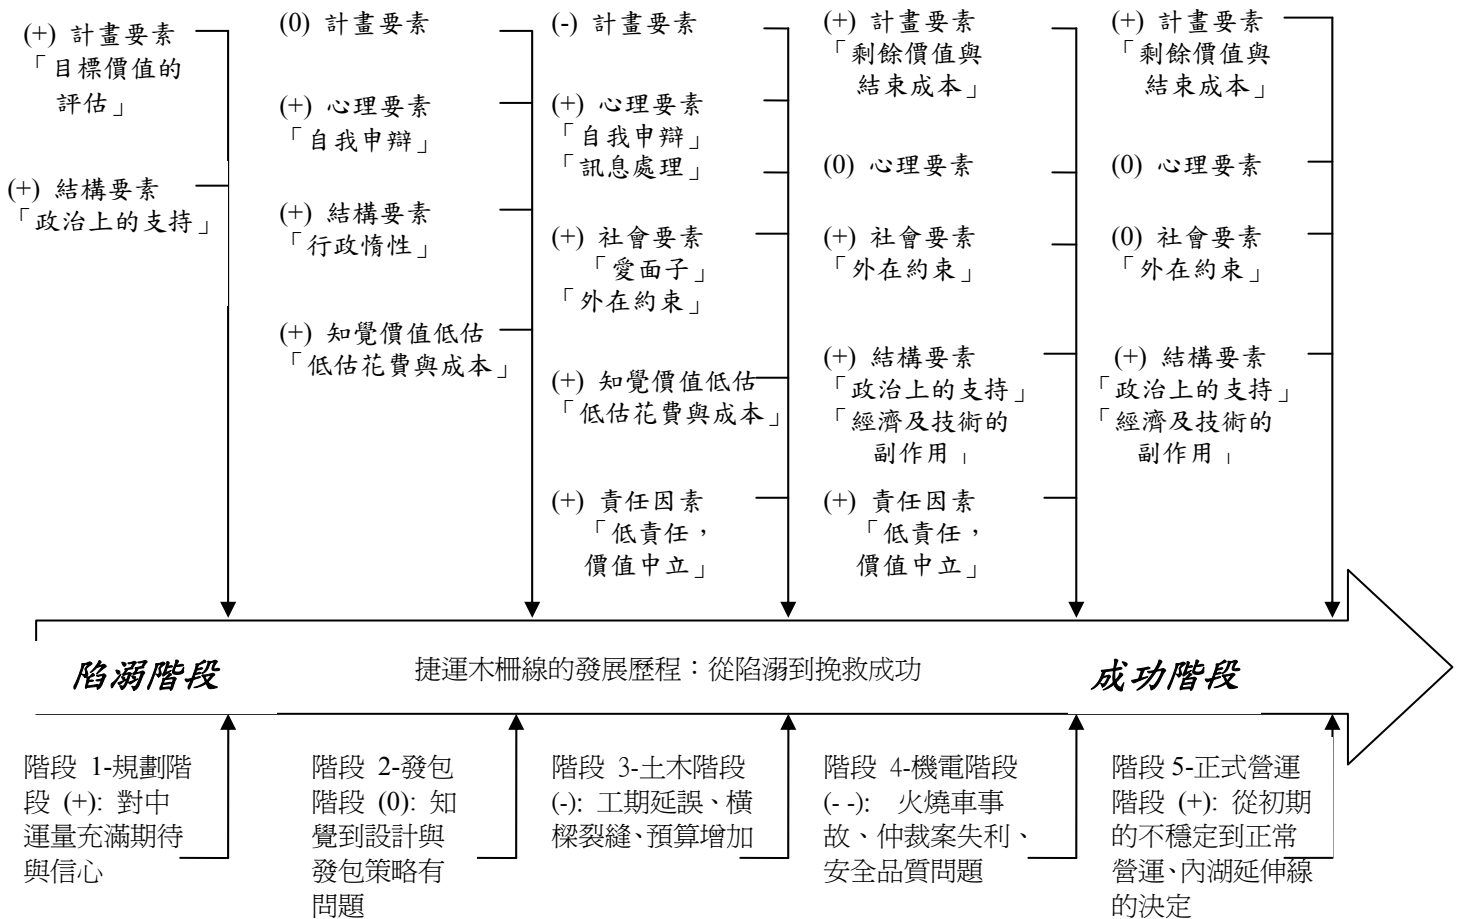 (+) 計畫要素
「目標價值的
評估」
(+) 結構要素
「政治上的支持」
(0) 計畫要素
(+) 心理要素
「自我申辯」
(+) 結構要素
「行政惰性」
(+) 知覺價值低估
「低估花費與成本」
(-) 計畫要素
(+) 心理要素
「自我申辯」
「訊息處理」
(+) 社會要素
「愛面子」
「外在約束」
(+) 知覺價值低估
「低估花費與成本」
(+) 責任因素
「低責任，
價值中立」
(+) 計畫要素
「剩餘價值與
結束成本」
(0) 心理要素
(+) 社會要素
「外在約束」
(+) 結構要素
「政治上的支持」
「經濟及技術的
副作用」
(+) 責任因素
「低責任，
價值中立」
(+) 計畫要素
「剩餘價值與
結束成本」
(0) 心理要素
(0) 社會要素
「外在約束」
(+) 結構要素
「政治上的支持」
「經濟及技術的
副作用」
陷溺階段
捷運木柵線的發展歷程：從陷溺到挽救成功
成功階段
階段 1-規劃階
段 (+): 對中
運量充滿期待
與信心
階段 2-發包
階段 (0): 知
覺到設計與
發包策略有
問題
階段 3-土木階段
(-): 工期延誤、橫
樑裂縫、預算增加
階段 4-機電階段
(- -): 火燒車事
故、仲裁案失利、
安全品質問題
階段 5-正式營運
階段 (+): 從初期
的不穩定到正常
營運、內湖延伸線
的決定